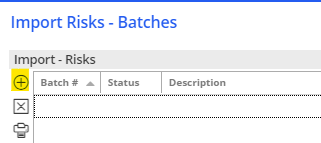 Import Risks - Batches
Import - Risks
Batch # Status Description